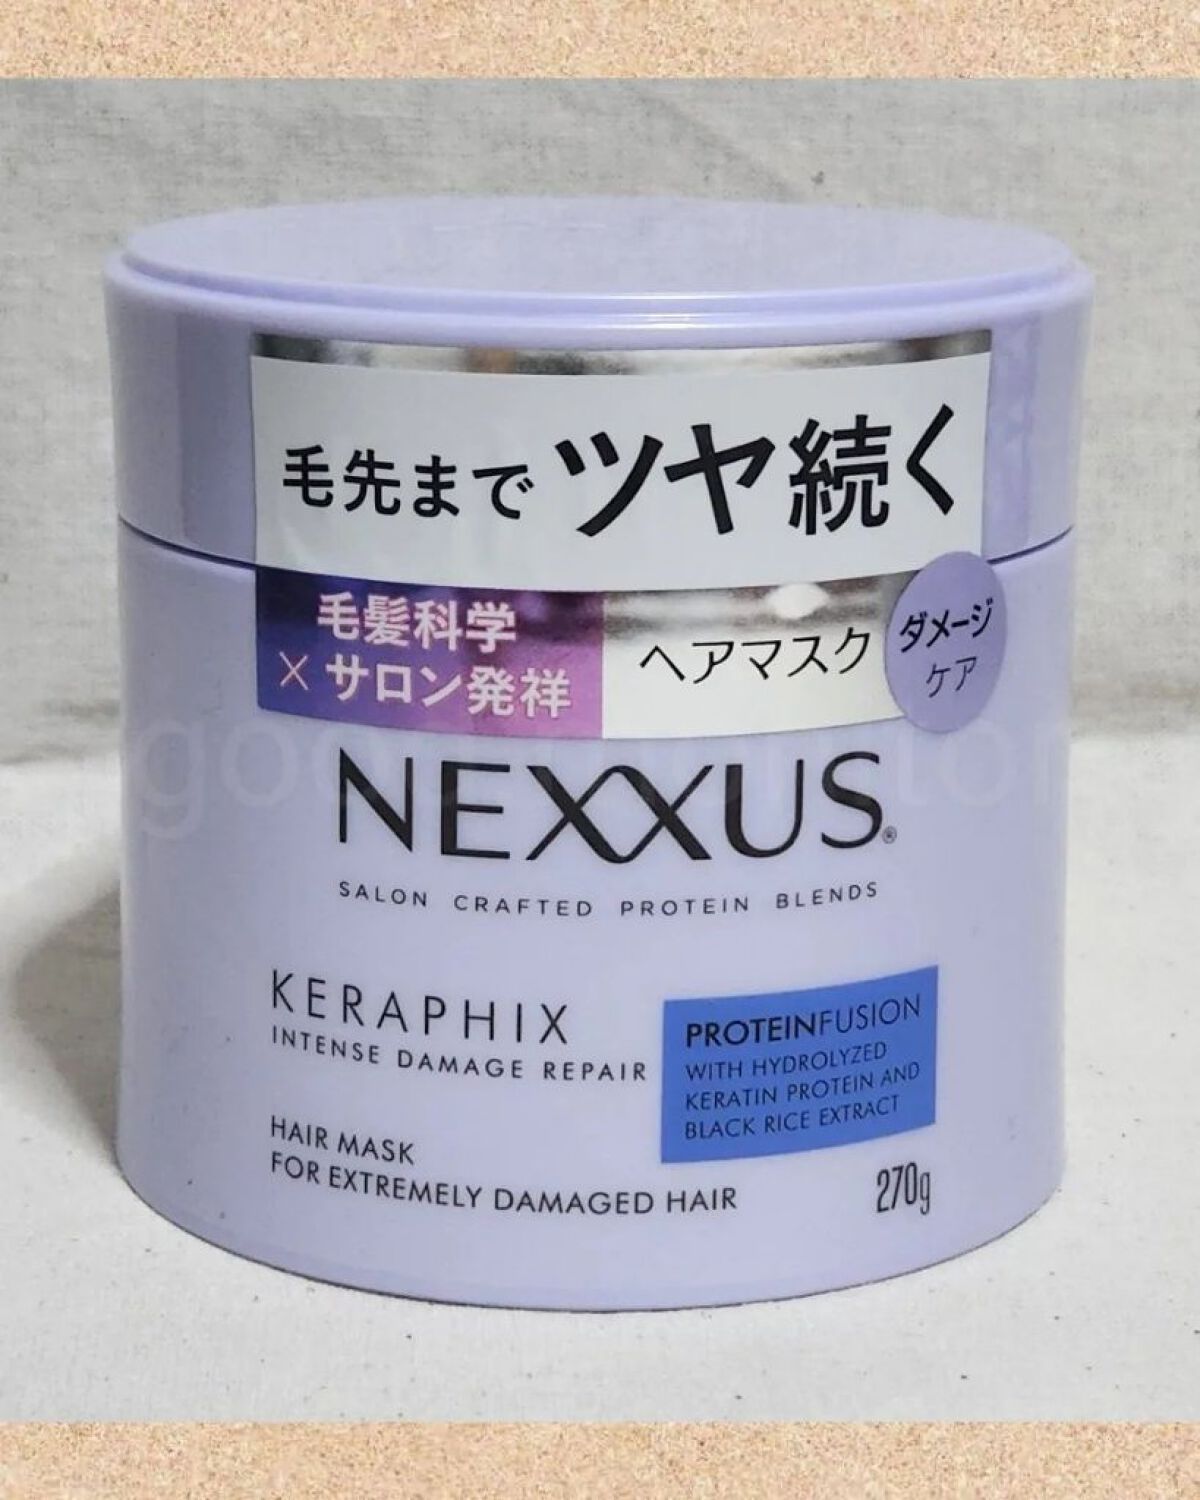 毛先まで ツヤ続く
毛髪科学
×サロン発祥
ヘアマスク
ダメージ
ケア
NEXXUS®
SALON CRAFTED PROTEIN BLENDS
KERAPHIX
INTENSE DAMAGE REPAIR
PROTEINFUSION
WITH HYDROLYZED
KERATIN PROTEIN AND
BLACK RICE EXTRACT
HAIR MASK
FOR EXTREMELY DAMAGED HAIR
270g